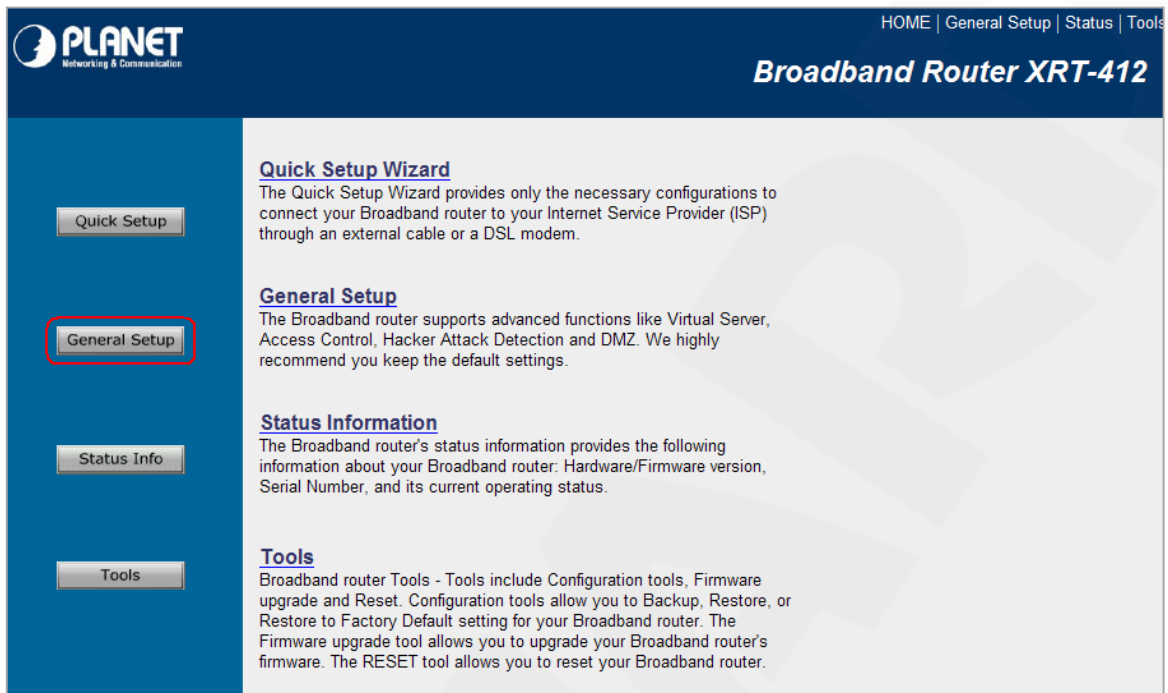 PLANET
Networking & Communication
HOME | General Setup | Status | Tools
Broadband Router XRT-412
Quick Setup
General Setup
Status Info
Tools
Quick Setup Wizard
The Quick Setup Wizard provides only the necessary configurations to
connect your Broadband router to your Internet Service Provider (ISP)
through an external cable or a DSL modem.
General Setup
The Broadband router supports advanced functions like Virtual Server,
Access Control, Hacker Attack Detection and DMZ. We highly
recommend you keep the default settings.
Status Information
The Broadband router's status information provides the following
information about your Broadband router: Hardware/Firmware version,
Serial Number, and its current operating status.
Tools
Broadband router Tools - Tools include Configuration tools, Firmware
upgrade and Reset. Configuration tools allow you to Backup, Restore, or
Restore to Factory Default setting for your Broadband router. The
Firmware upgrade tool allows you to upgrade your Broadband router's
firmware. The RESET tool allows you to reset your Broadband router.